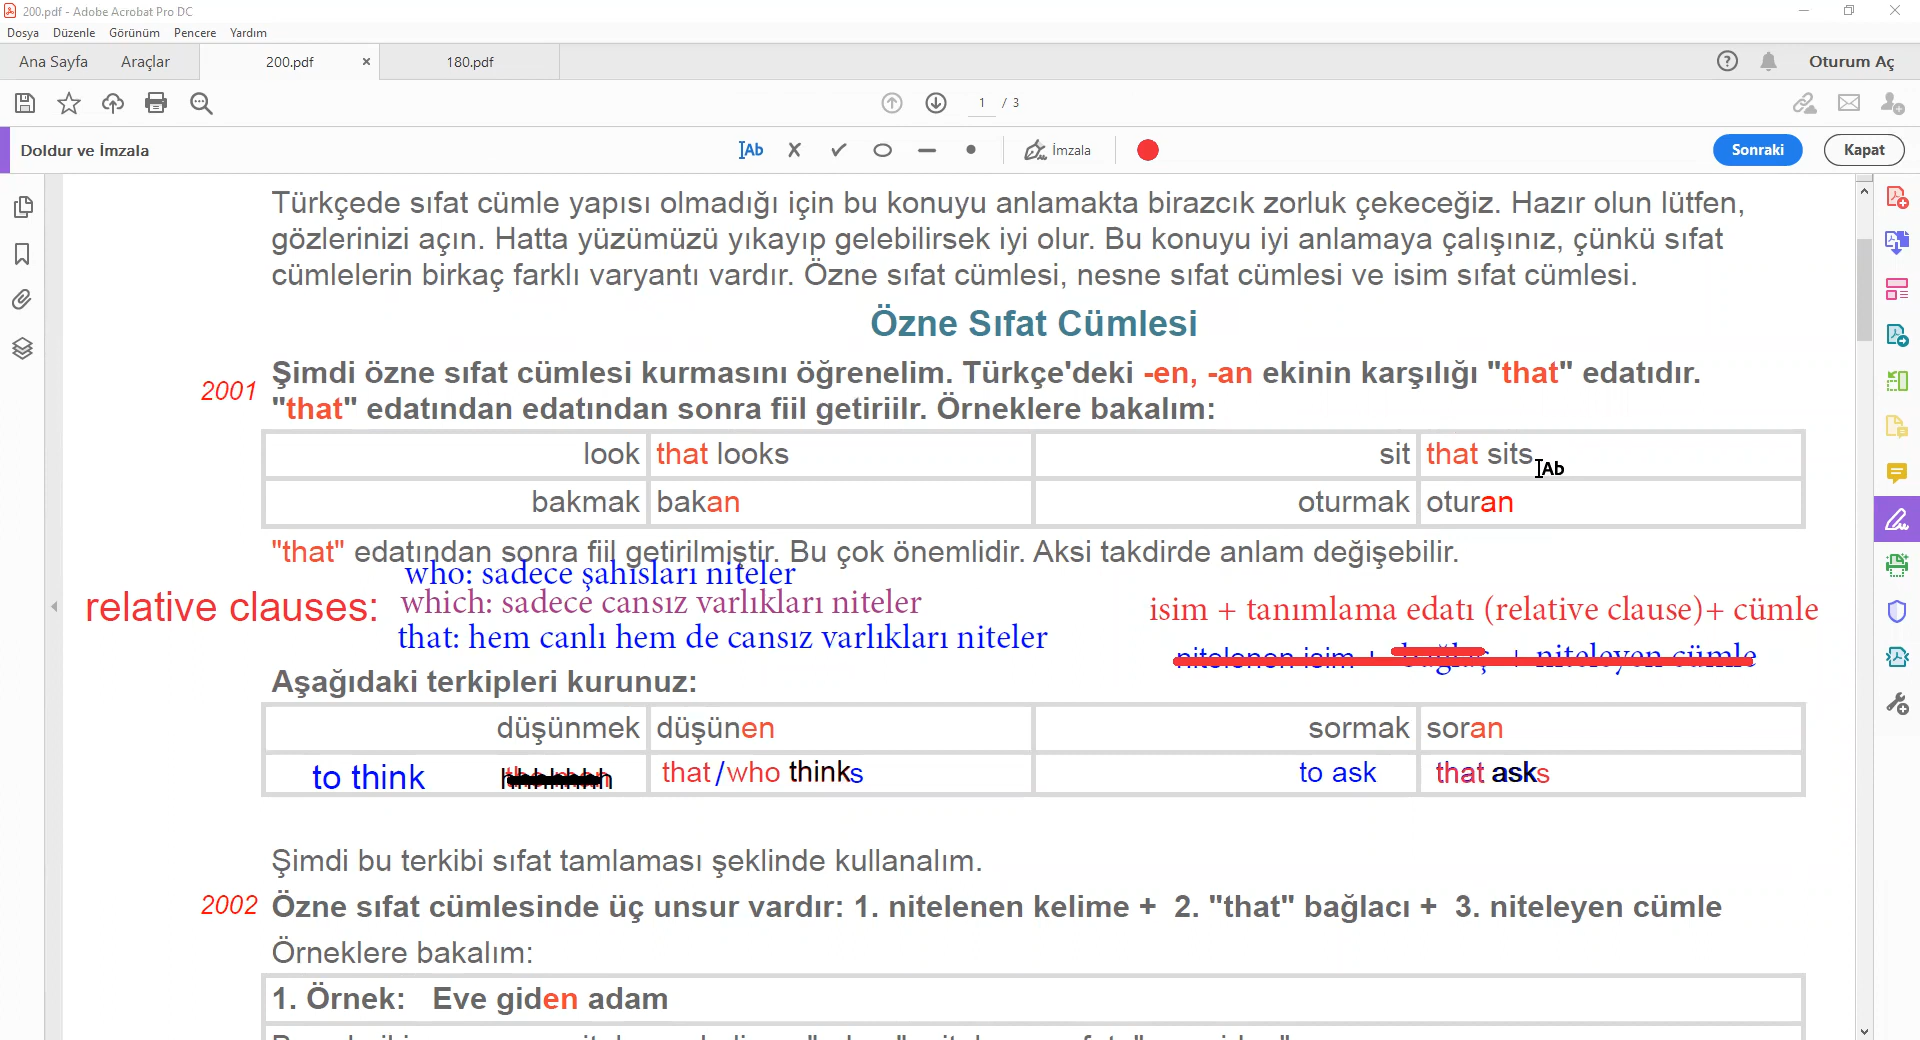 200.pdf - Adobe Acrobat Pro DC
Dosya Düzenle Görünüm Pencere Yardım
Ana Sayfa Araçlar 200.pdf × 180.pdf Oturum Aç
1 / 3
Doldur ve İmzala Ab İmzala Sonraki Kapat
Türkçede sıfat cümle yapısı olmadığı için bu konuyu anlamakta birazcık zorluk çekeceğiz. Hazır olun lütfen,
gözlerinizi açın. Hatta yüzümüzü yıkayıp gelebilirsek iyi olur. Bu konuyu iyi anlamaya çalışınız, çünkü sıfat
cümlelerin birkaç farklı varyantı vardır. Özne sıfat cümlesi, nesne sıfat cümlesi ve isim sıfat cümlesi.
Özne Sıfat Cümlesi
2001 Şimdi özne sıfat cümlesi kurmasını öğrenelim. Türkçe'deki -en, -an ekinin karşılığı "that" edatıdır.
"that" edatından edatından sonra fiil getiriilr. Örneklere bakalım:
look that looks sit that sits
Ab
bakmak bakan oturmak oturan
"that" edatından sonra fiil getirilmiştir. Bu çok önemlidir. Aksi takdirde anlam değişebilir.
who: sadece şahısları niteler
relative clauses: which: sadece cansız varlıkları niteler
isim + tanımlama edatı (relative clause)+ cümle
that: hem canlı hem de cansız varlıkları niteler
nitelenen isim + bağlaç + niteleyen cümle
Aşağıdaki terkipleri kurunuz:
düşünmek düşünen sormak soran
to think that/who thinks to ask that asks
Şimdi bu terkibi sıfat tamlaması şeklinde kullanalım.
2002 Özne sıfat cümlesinde üç unsur vardır: 1. nitelenen kelime + 2. "that" bağlacı + 3. niteleyen cümle
Örneklere bakalım:
1. Örnek: Eve giden adam